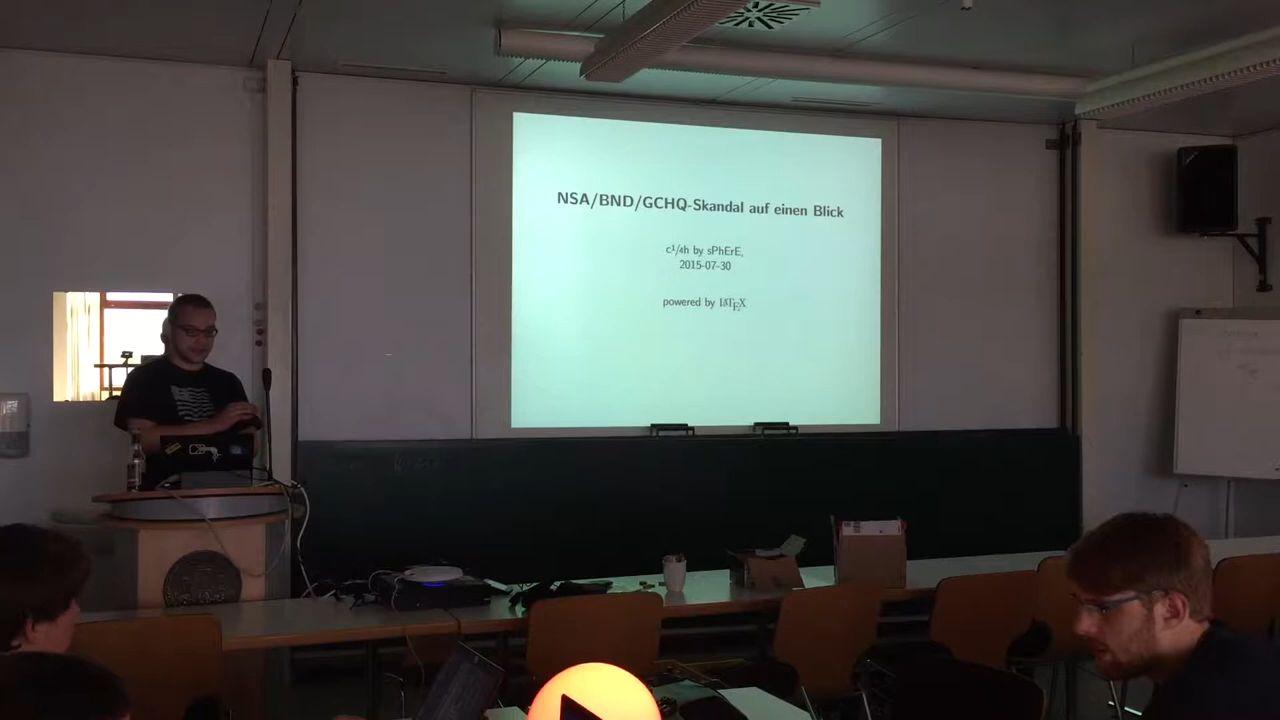 NSA/BND/GCHQ-Skandal auf einen Blick
c¹/₄h by sPhErE,
2015-07-30
powered by LaTeX